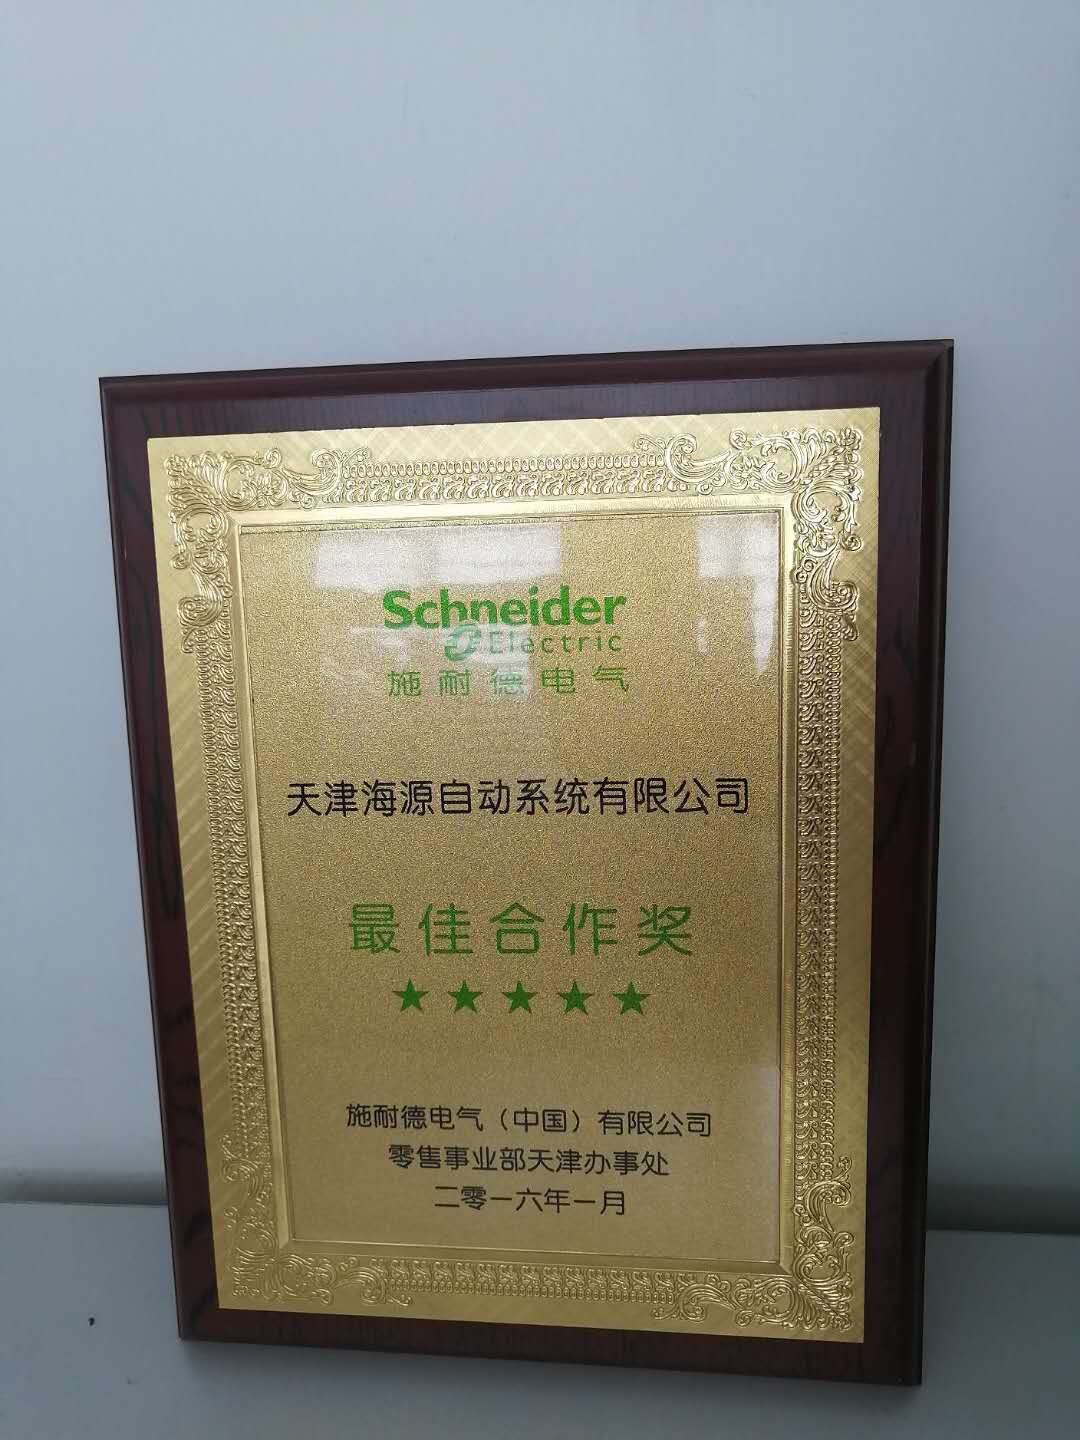 Schneider
Electric
施耐德电气
天津海源自动系统有限公司
最佳合作奖
★★★★★
施耐德电气（中国）有限公司
零售事业部天津办事处
二零一六年一月